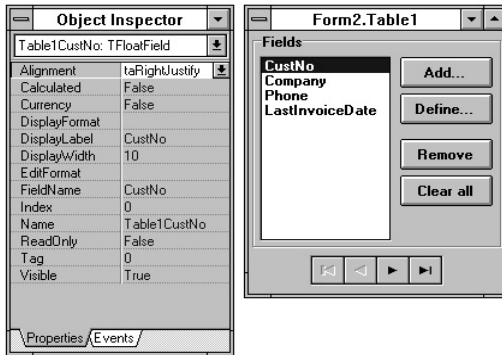 Object Inspector
Table1CustNo: TFloatField
Alignment taRightJustify
Calculated False
Currency False
DisplayFormat
DisplayLabel CustNo
DisplayWidth 10
EditFormat
FieldName CustNo
Index 0
Name Table1CustNo
ReadOnly False
Tag 0
Visible True
Properties Events
Form2.Table1
Fields
CustNo
Company
Phone
LastInvoiceDate
Add...
Define...
Remove
Clear all